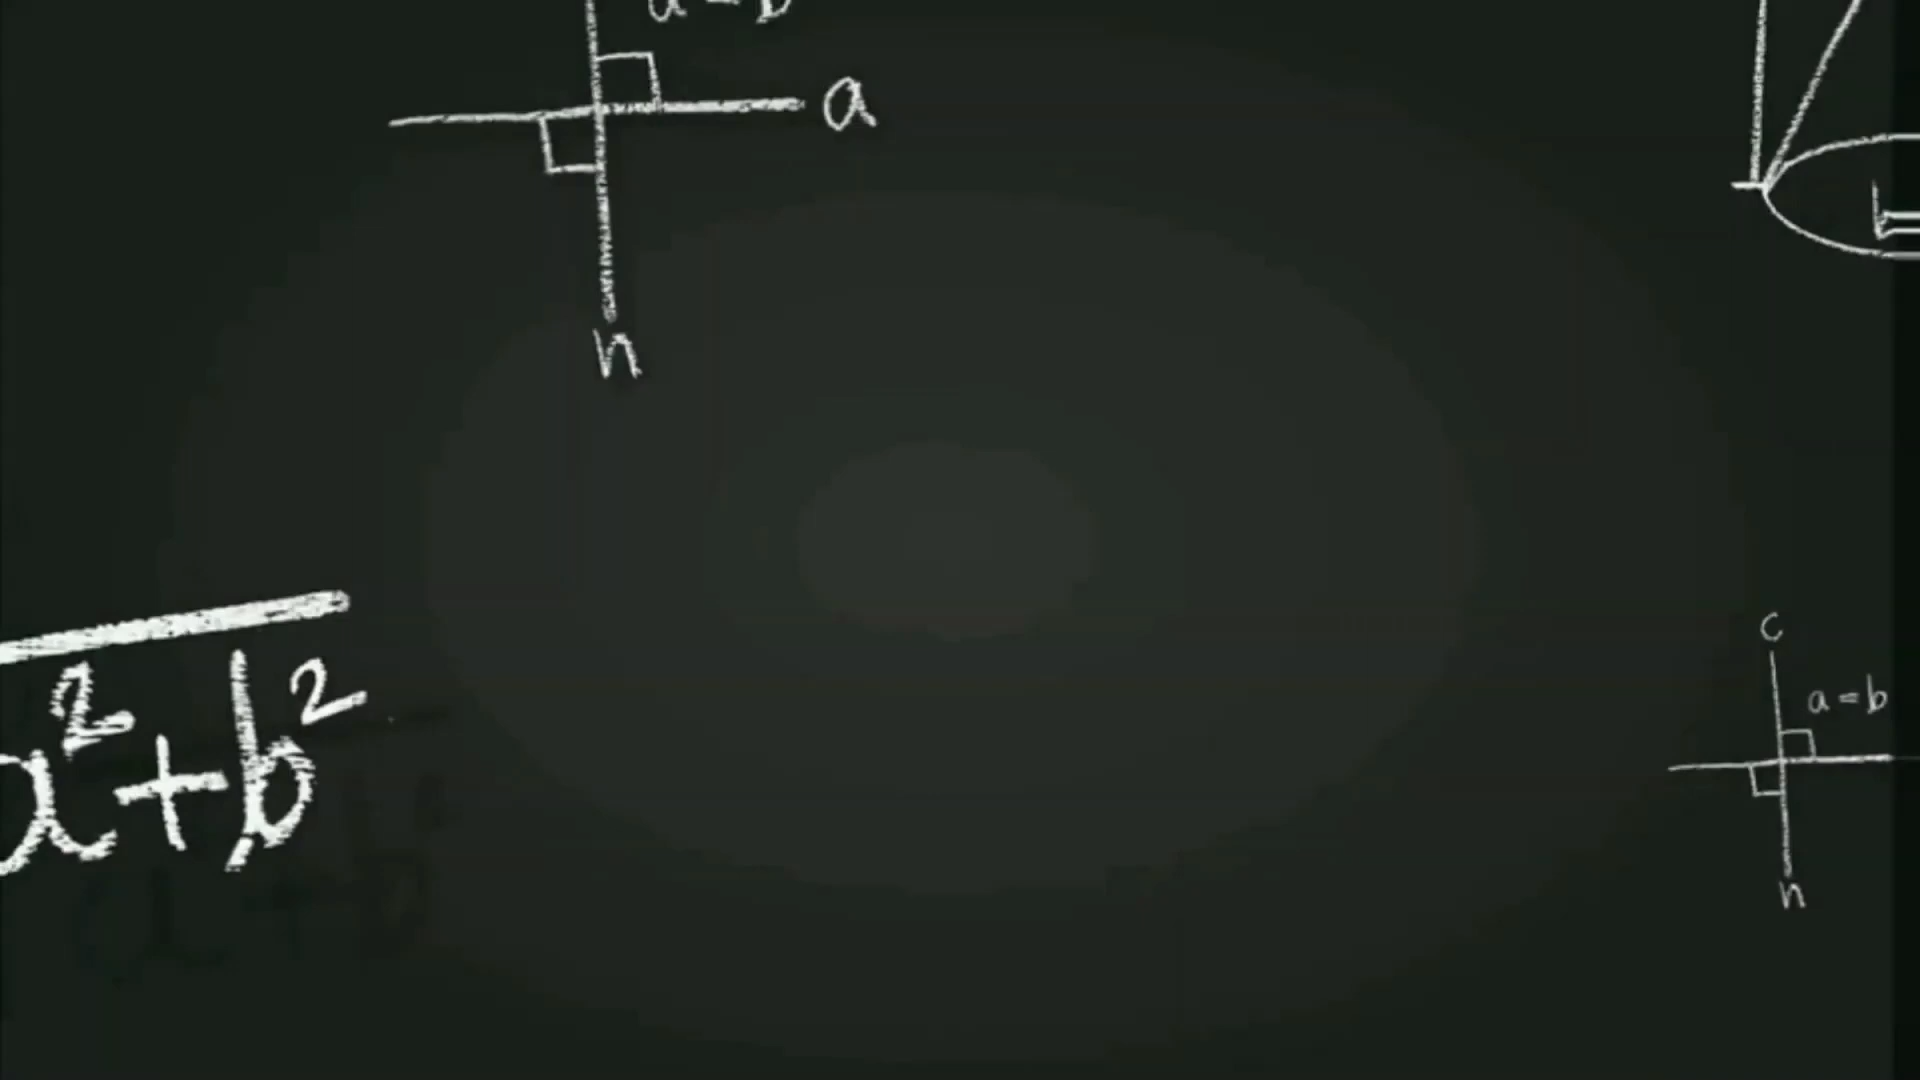 a = b
a
n
a²+b²
c
a = b
n